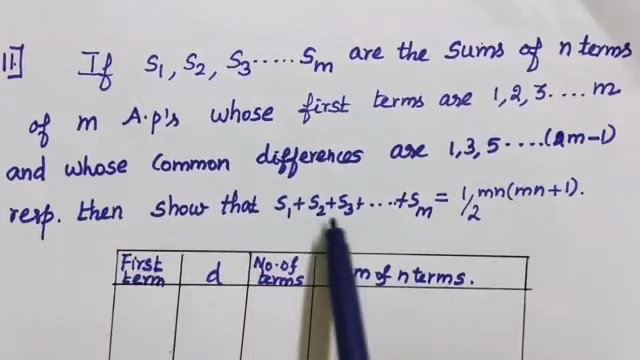 11. If S₁, S₂, S₃ ..... Sₘ are the sums of n terms
of m A.p's whose first terms are 1, 2, 3 .... m
and whose common differences are 1, 3, 5 .... (2m-1)
resp. then show that S₁+S₂+S₃+....+Sₘ = 1/2 mn(mn+1).
First term d No. of terms m of n terms.